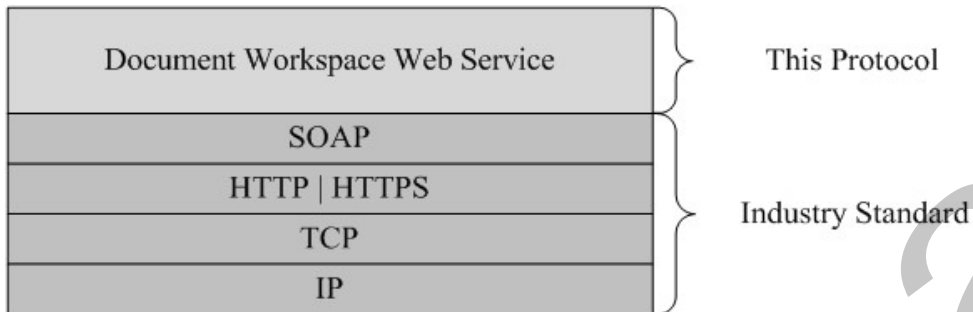 Document Workspace Web Service
This Protocol
SOAP
HTTP | HTTPS
Industry Standard
TCP
IP